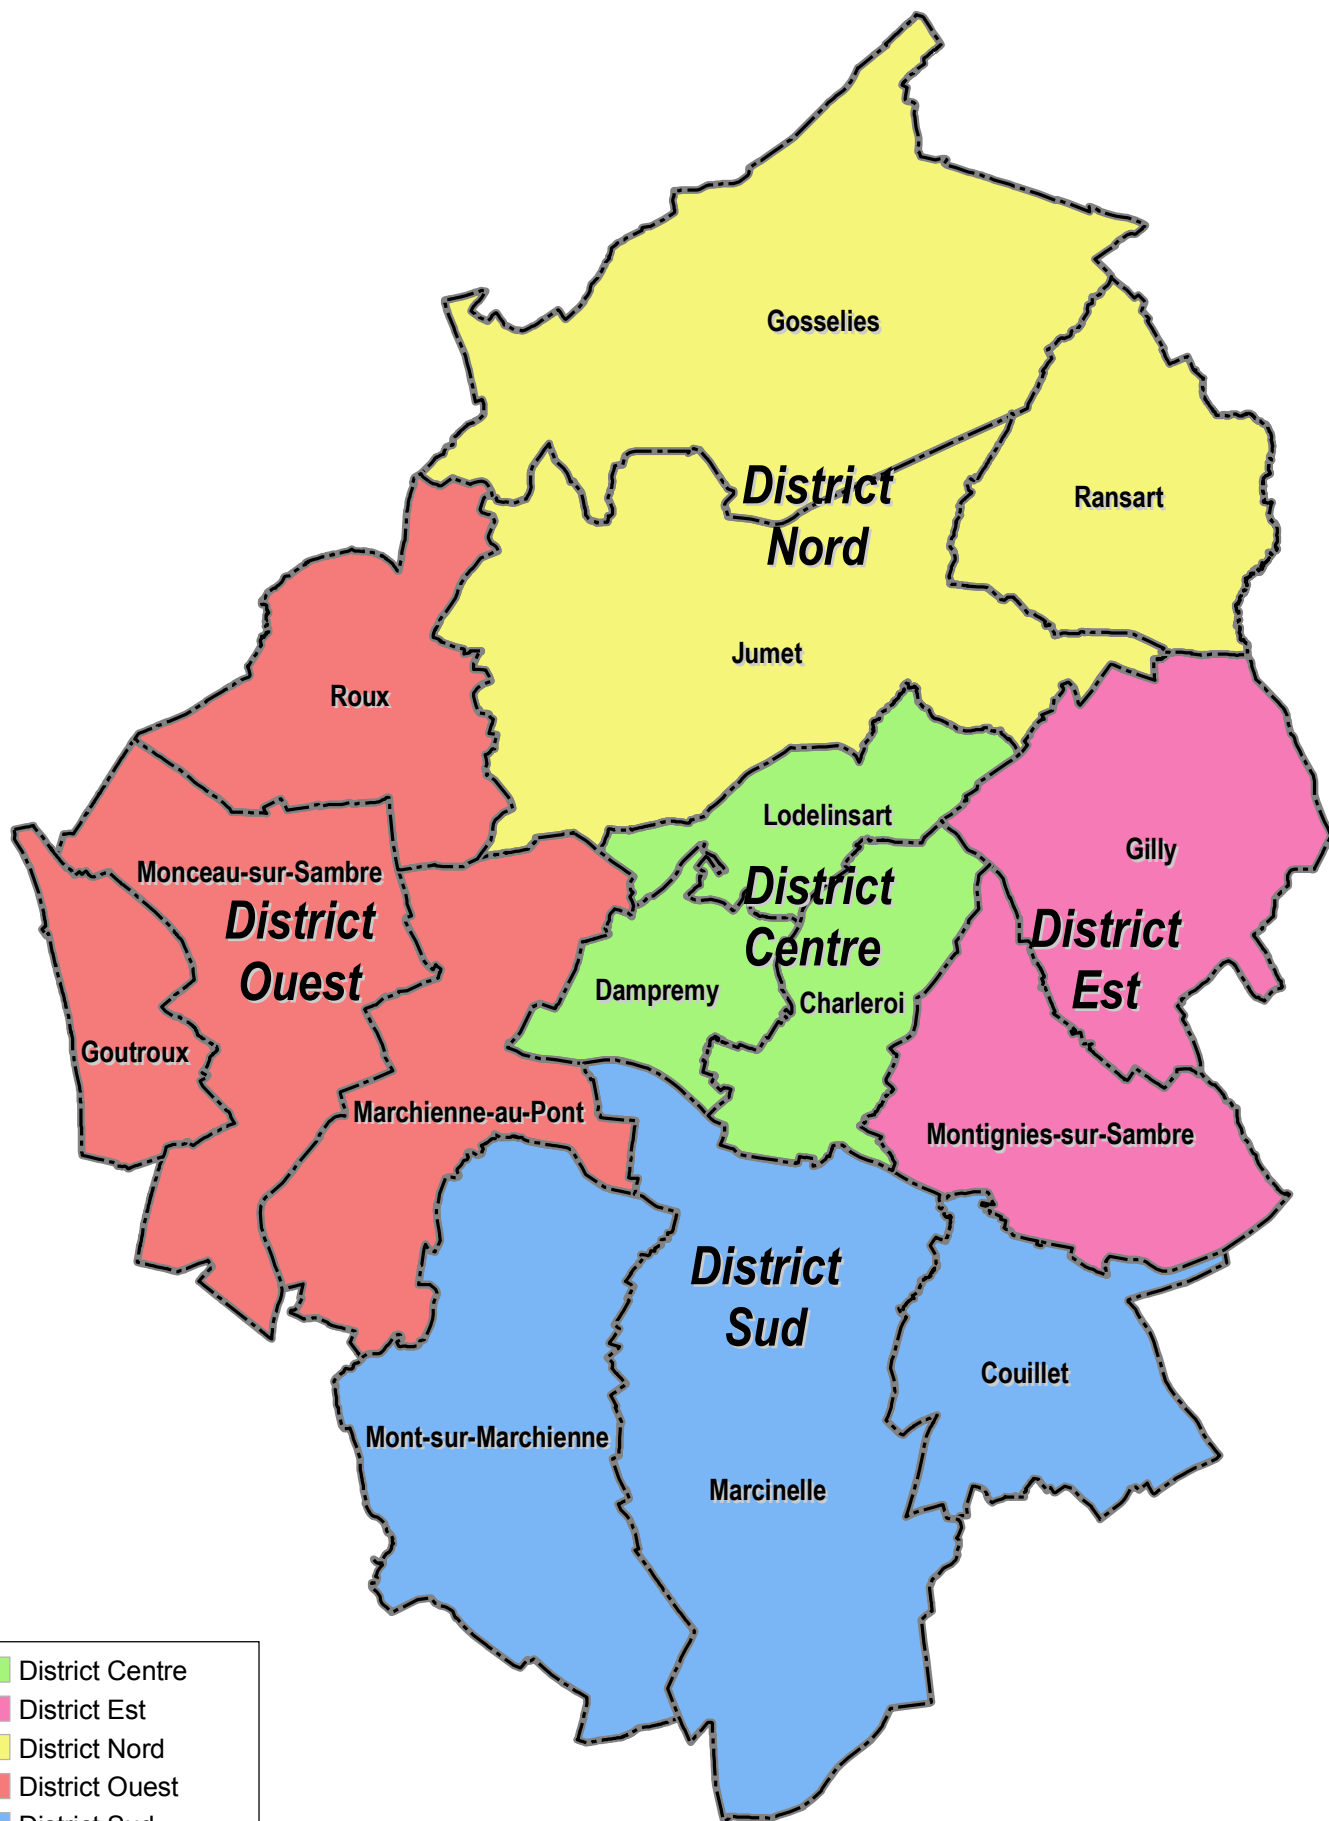 Gosselies
District
Nord
Ransart
Jumet
Roux
Lodelinsart
Gilly
Monceau-sur-Sambre
District
Ouest
District
Centre
District
Est
Dampremy
Charleroi
Goutroux
Marchienne-au-Pont
Montignies-sur-Sambre
District
Sud
Couillet
Mont-sur-Marchienne
Marcinelle
District Centre
District Est
District Nord
District Ouest
District Sud